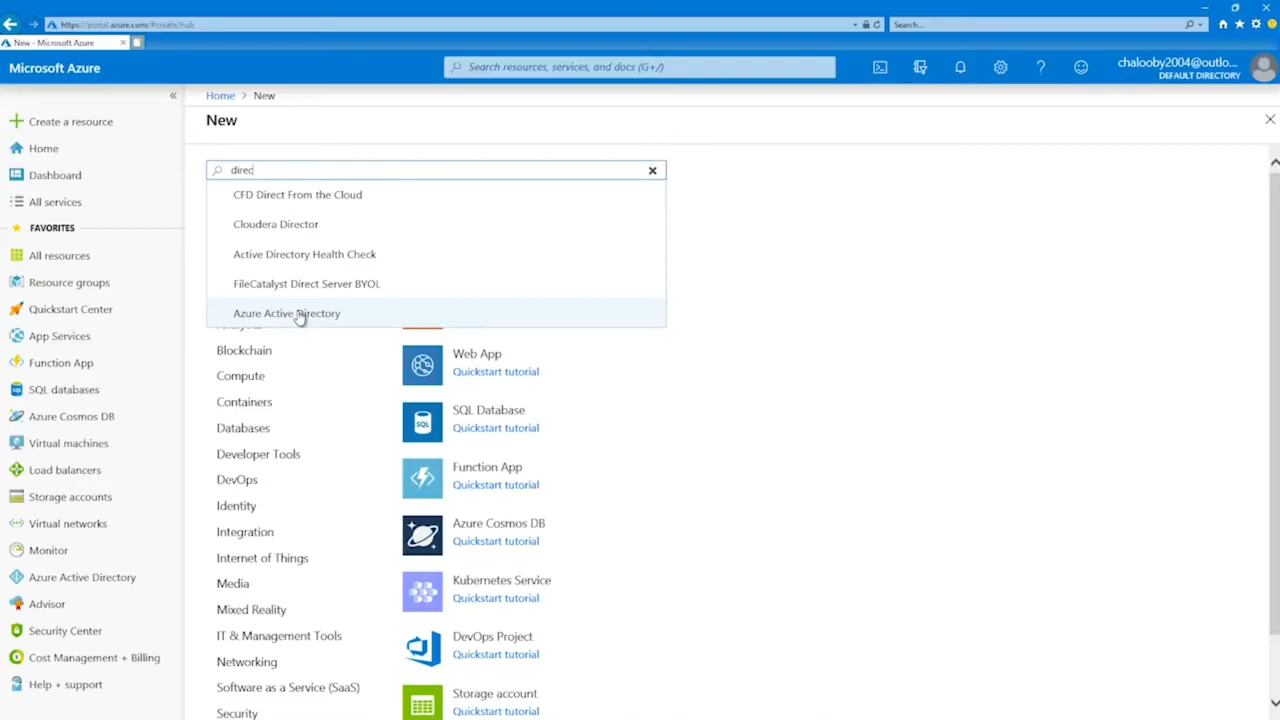 https://portal.azure.com/#create/hub
Search...
New - Microsoft Azure
Microsoft Azure
Search resources, services, and docs (G+/)
chalooby2004@outlo...
DEFAULT DIRECTORY
Create a resource
Home
Dashboard
All services
FAVORITES
All resources
Resource groups
Quickstart Center
App Services
Function App
SQL databases
Azure Cosmos DB
Virtual machines
Load balancers
Storage accounts
Virtual networks
Monitor
Azure Active Directory
Advisor
Security Center
Cost Management + Billing
Help + support
Home > New
New
direc
CFD Direct From the Cloud
Cloudera Director
Active Directory Health Check
FileCatalyst Direct Server BYOL
Azure Active Directory
Blockchain
Compute
Containers
Databases
Developer Tools
DevOps
Identity
Integration
Internet of Things
Media
Mixed Reality
IT & Management Tools
Networking
Software as a Service (SaaS)
Security
Web App
Quickstart tutorial
SQL Database
Quickstart tutorial
Function App
Quickstart tutorial
Azure Cosmos DB
Quickstart tutorial
Kubernetes Service
Quickstart tutorial
DevOps Project
Quickstart tutorial
Storage account
Quickstart tutorial